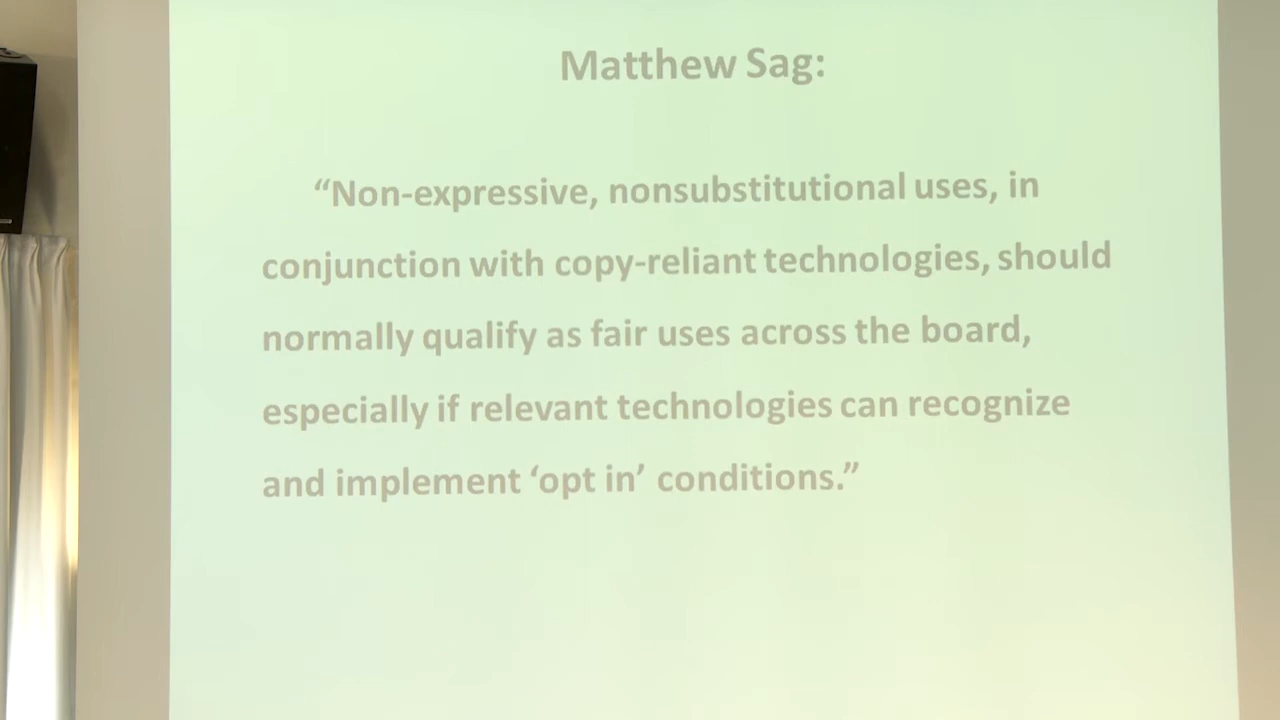 Matthew Sag:
“Non-expressive, nonsubstitutional uses, in
conjunction with copy-reliant technologies, should
normally qualify as fair uses across the board,
especially if relevant technologies can recognize
and implement ‘opt in’ conditions.”